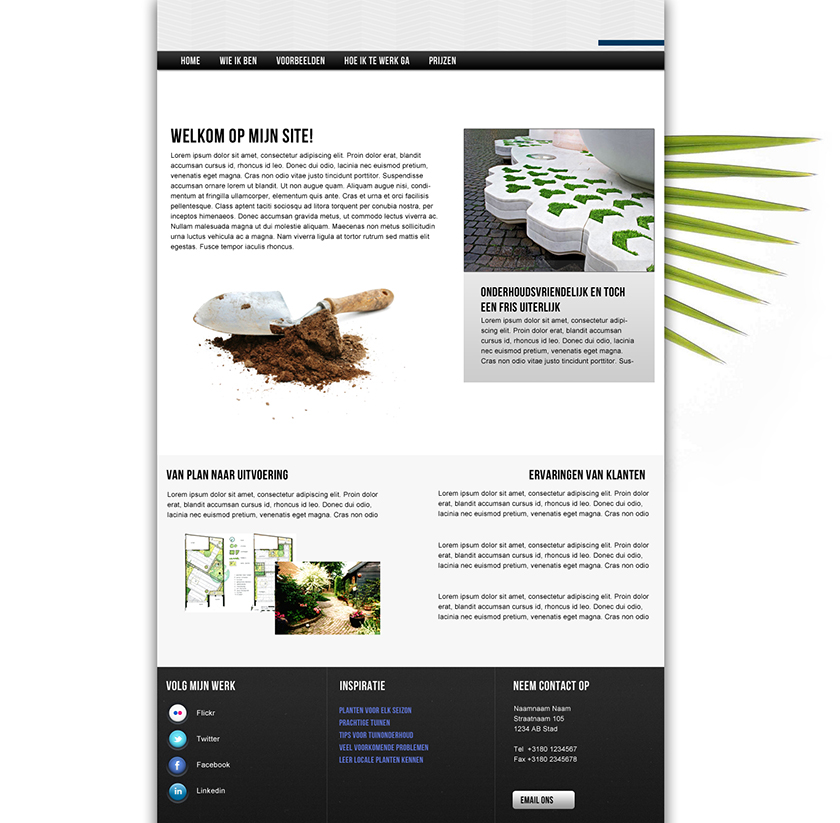 HOME WIE IK BEN VOORBEELDEN HOE IK TE WERK GA PRIJZEN
WELKOM OP MIJN SITE!
Lorem ipsum dolor sit amet, consectetur adipiscing elit. Proin dolor erat, blandit
accumsan cursus id, rhoncus id leo. Donec dui odio, lacinia nec euismod pretium,
venenatis eget magna. Cras non odio vitae justo tincidunt porttitor. Suspendisse
accumsan ornare lorem ut blandit. Ut non augue quam. Aliquam augue nisi, condi-
mentum at fringilla ullamcorper, elementum quis ante. Cras et urna et orci facilisis
pellentesque. Class aptent taciti sociosqu ad litora torquent per conubia nostra, per
inceptos himenaeos. Donec accumsan gravida metus, ut commodo lectus viverra ac.
Nullam malesuada magna ut dui molestie aliquam. Maecenas non metus sollicitudin
urna luctus vehicula ac a magna. Nam viverra ligula at tortor rutrum sed mattis elit
egestas. Fusce tempor iaculis rhoncus.
ONDERHOUDSVRIENDELIJK EN TOCH
EEN FRIS UITERLIJK
Lorem ipsum dolor sit amet, consectetur adipi-
scing elit. Proin dolor erat, blandit accumsan
cursus id, rhoncus id leo. Donec dui odio, lacinia
nec euismod pretium, venenatis eget magna.
Cras non odio vitae justo tincidunt porttitor. Sus-
VAN PLAN NAAR UITVOERING
Lorem ipsum dolor sit amet, consectetur adipiscing elit. Proin dolor
erat, blandit accumsan cursus id, rhoncus id leo. Donec dui odio,
lacinia nec euismod pretium, venenatis eget magna. Cras non odio
ERVARINGEN VAN KLANTEN
Lorem ipsum dolor sit amet, consectetur adipiscing elit. Proin dolor
erat, blandit accumsan cursus id, rhoncus id leo. Donec dui odio,
lacinia nec euismod pretium, venenatis eget magna. Cras non odio
Lorem ipsum dolor sit amet, consectetur adipiscing elit. Proin dolor
erat, blandit accumsan cursus id, rhoncus id leo. Donec dui odio,
lacinia nec euismod pretium, venenatis eget magna. Cras non odio
Lorem ipsum dolor sit amet, consectetur adipiscing elit. Proin dolor
erat, blandit accumsan cursus id, rhoncus id leo. Donec dui odio,
lacinia nec euismod pretium, venenatis eget magna. Cras non odio
VOLG MIJN WERK
Flickr
Twitter
Facebook
Linkedin
INSPIRATIE
PLANTEN VOOR ELK SEIZON
PRACHTIGE TUINEN
TIPS VOOR TUINONDERHOUD
VEEL VOORKOMENDE PROBLEMEN
LEER LOCALE PLANTEN KENNEN
NEEM CONTACT OP
Naamnaam Naam
Straatnaam 105
1234 AB Stad
Tel +3180 1234567
Fax +3180 2345678
EMAIL ONS